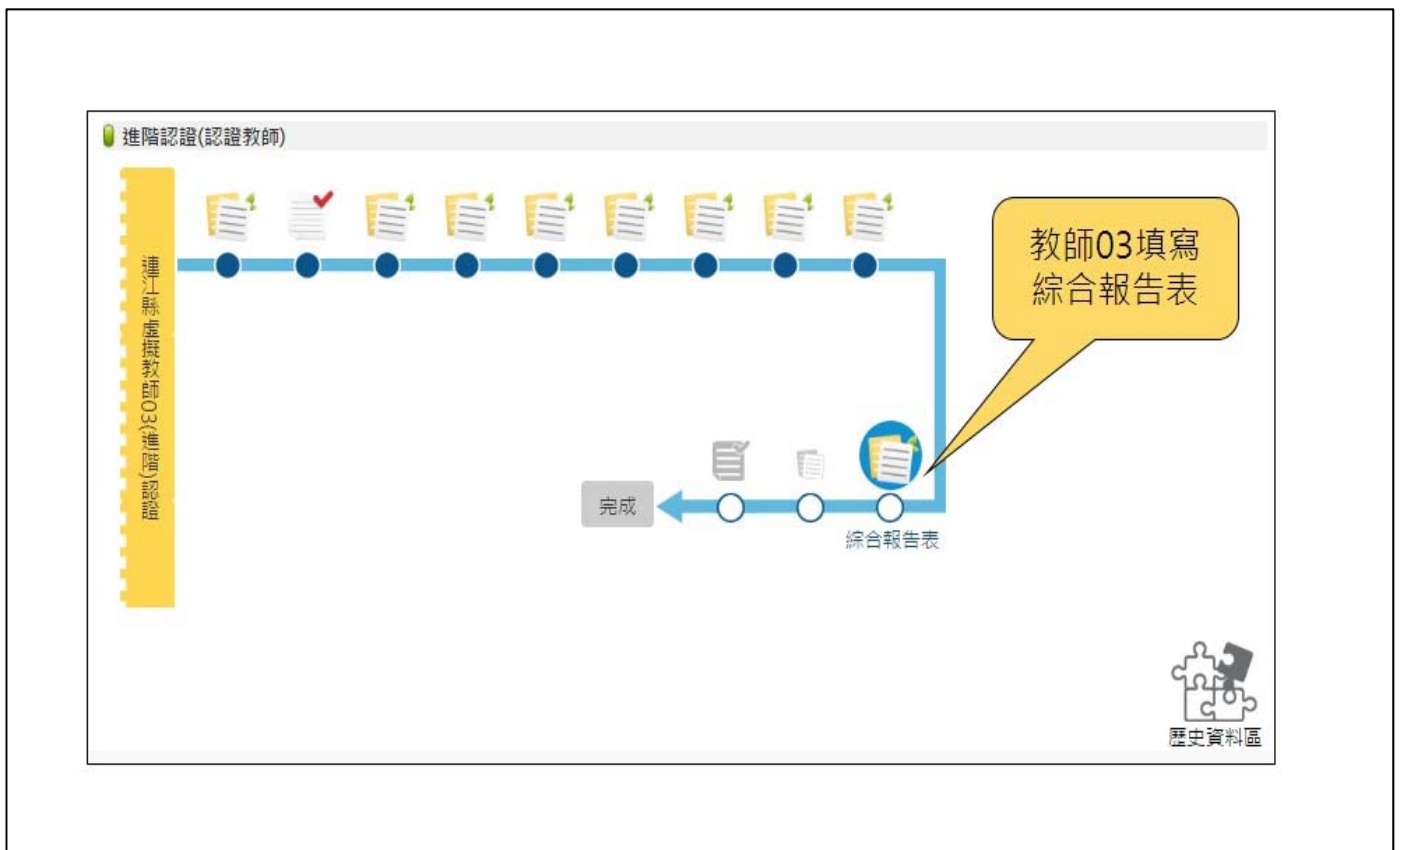 進階認證(認證教師)
連江縣虛擬教師03(進階)認證
教師03填寫
綜合報告表
完成
綜合報告表
歷史資料區